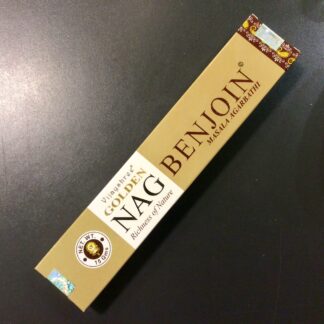 Vijayshree®
GOLDEN
NAG
Richness of Nature
BENJOIN®
MASALA AGARBATHI
NET WT.
15 Gms